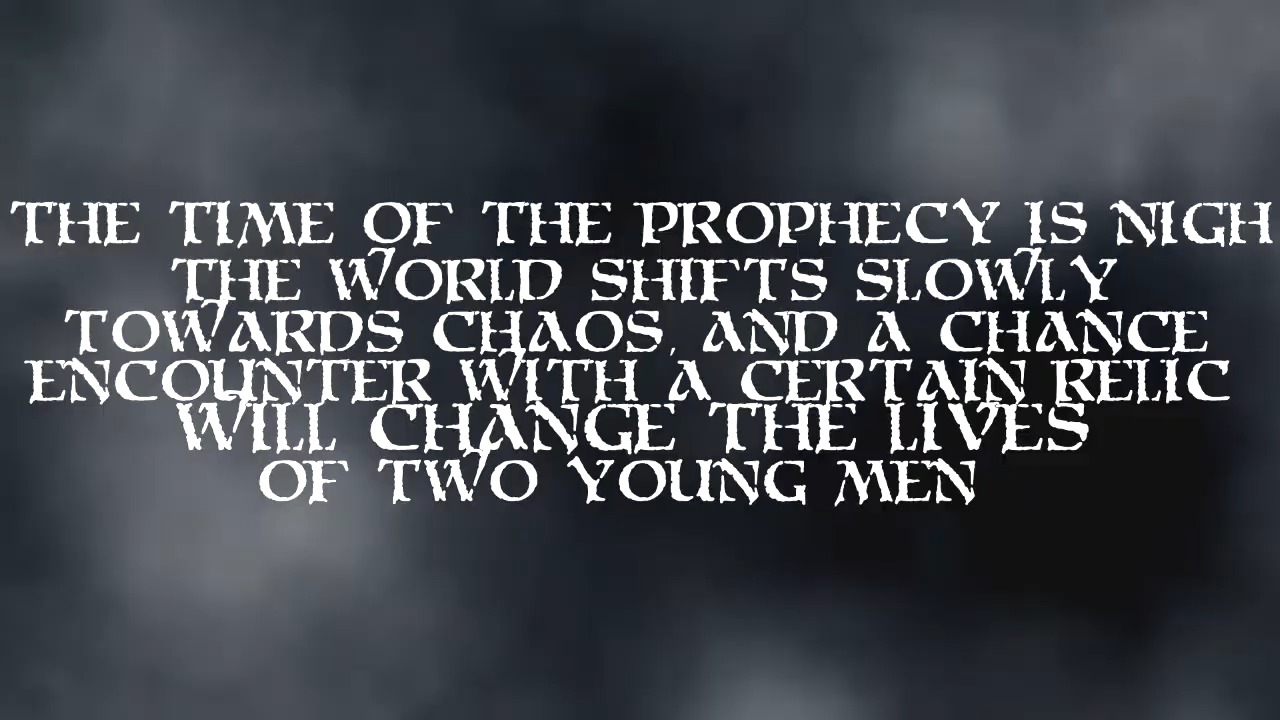 THE TIME OF THE PROPHECY IS NIGH
THE WORLD SHIFTS SLOWLY
TOWARDS CHAOS, AND A CHANCE
ENCOUNTER WITH A CERTAIN RELIC
WILL CHANGE THE LIVES
OF TWO YOUNG MEN